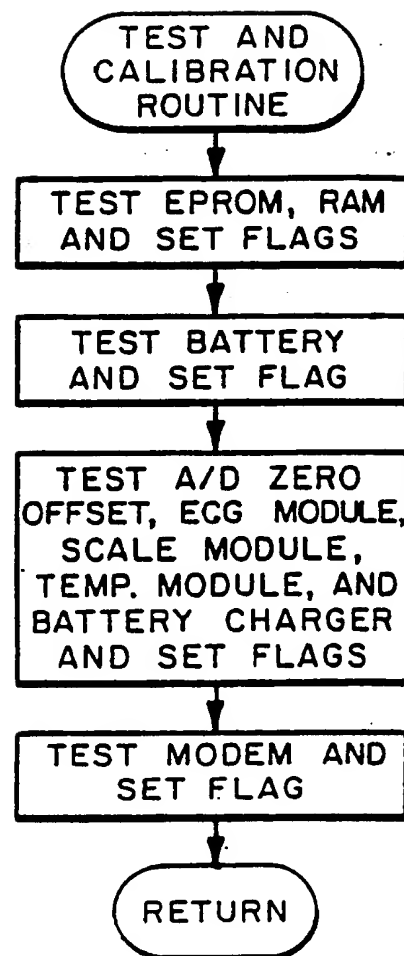 TEST AND
CALIBRATION
ROUTINE
TEST EPROM, RAM
AND SET FLAGS
TEST BATTERY
AND SET FLAG
TEST A/D ZERO
OFFSET, ECG MODULE,
SCALE MODULE,
TEMP. MODULE, AND
BATTERY CHARGER
AND SET FLAGS
TEST MODEM AND
SET FLAG
RETURN